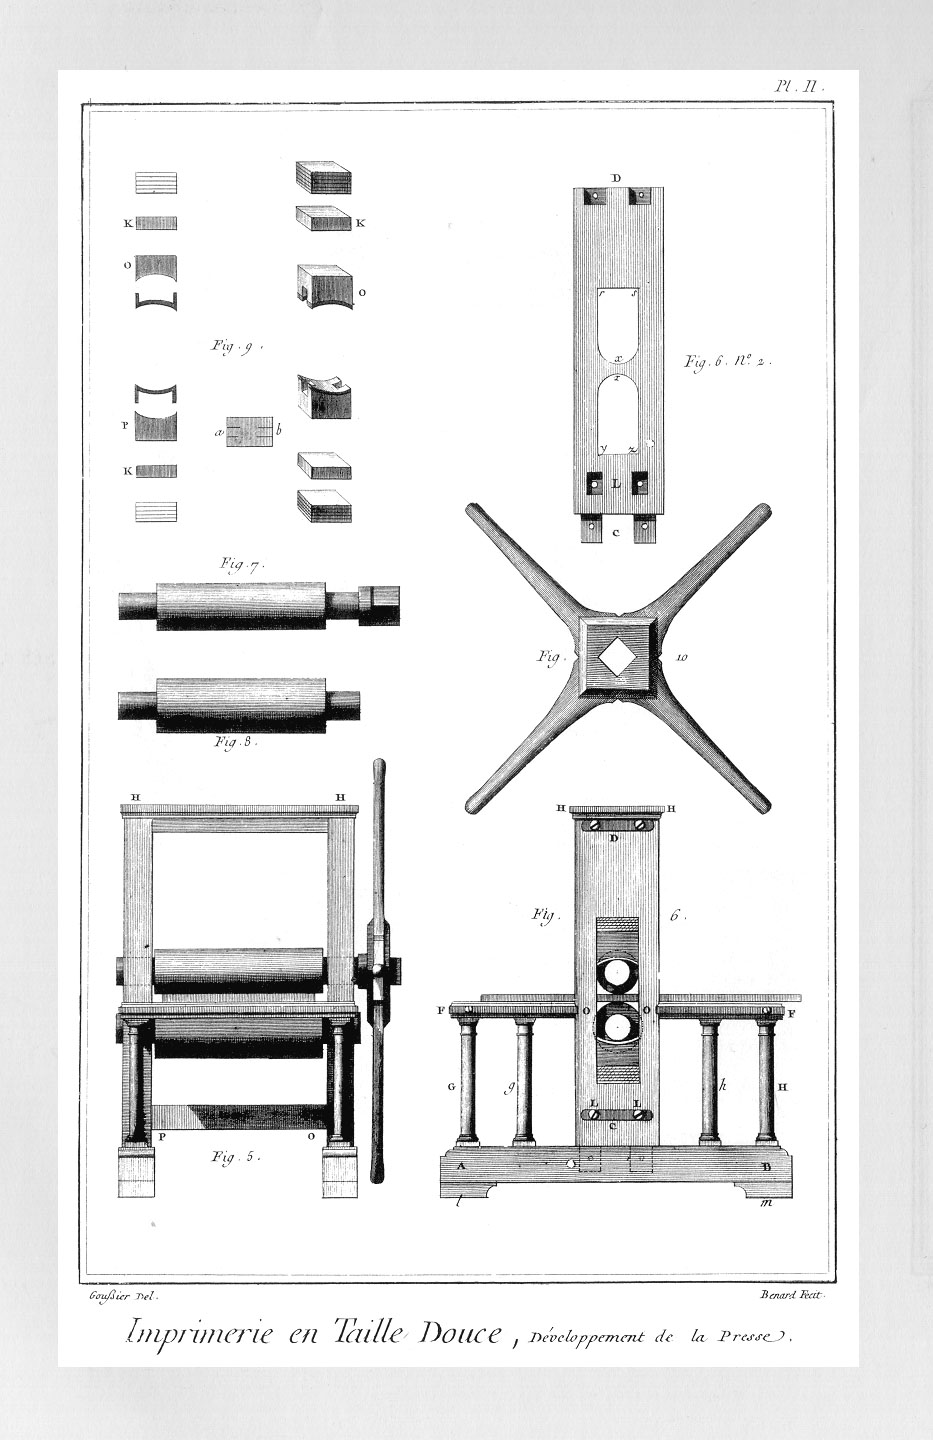 Pl. II.
D
K
K
O
O
r s
Fig. 9.
x
Fig. 6. N.º 2.
x
P
a b
y z
K
L
C
Fig. 7.
Fig. 10
Fig. 8.
H H
H H
D
Fig. 6.
F O O F
G g h H
L L
C
P O
Fig. 5.
A B
l m
Goußier Del.
Benard Fecit.
Imprimerie en Taille Douce, Développement de la Presse.